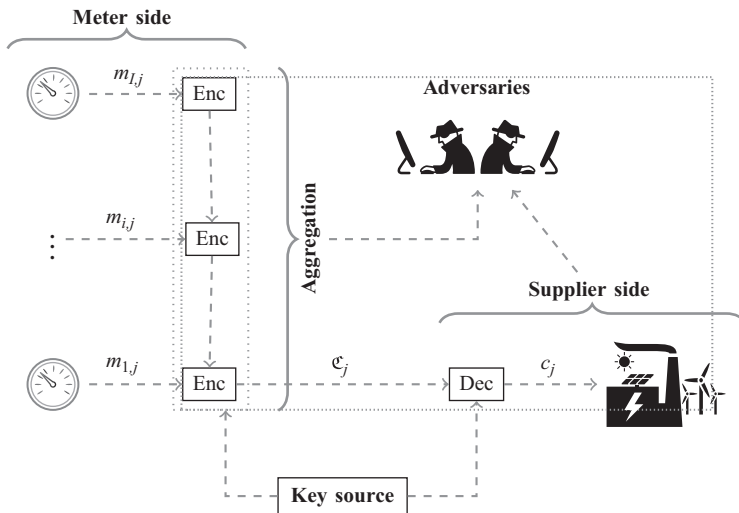 Meter side
m_{I,j}
Enc
Adversaries
m_{i,j}
Enc
Aggregation
⋮
Supplier side
m_{1,j}
Enc
ℭ_j
Dec
c_j
Key source